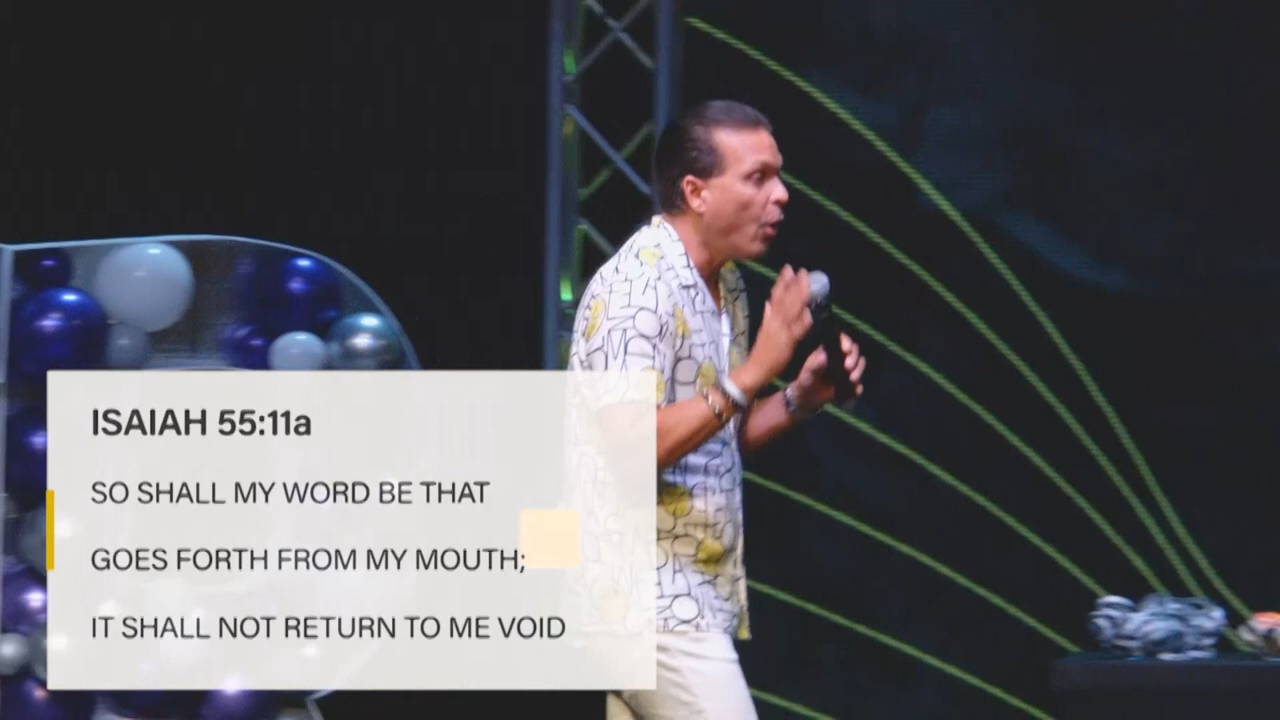 ISAIAH 55:11a
SO SHALL MY WORD BE THAT
GOES FORTH FROM MY MOUTH;
IT SHALL NOT RETURN TO ME VOID